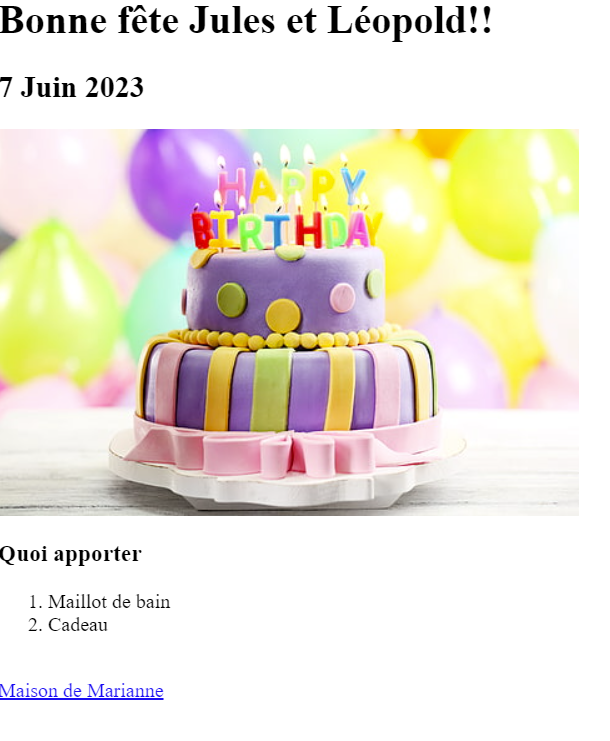 Bonne fête Jules et Léopold!!
7 Juin 2023
HAPPY
BIRTHDAY
Quoi apporter
1. Maillot de bain
2. Cadeau
Maison de Marianne